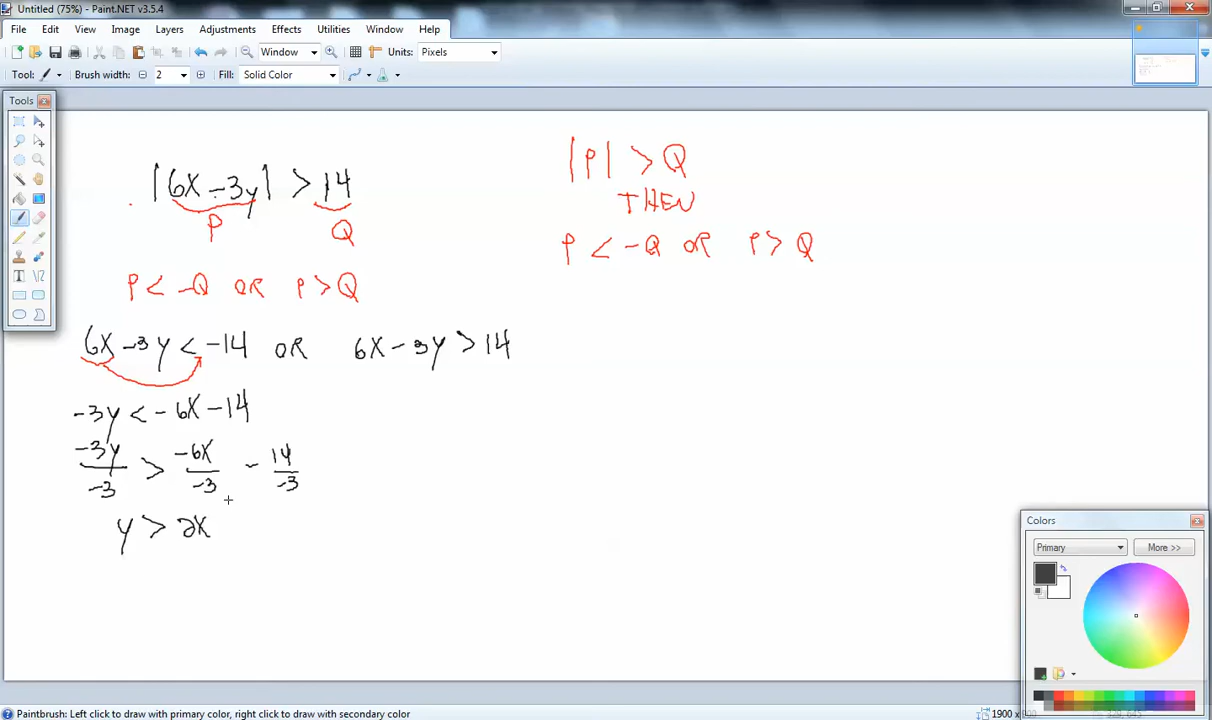 Untitled (75%) - Paint.NET v3.5.4
File Edit View Image Layers Adjustments Effects Utilities Window Help
Window Units: Pixels
Tool: Brush width: 2 Fill: Solid Color
Tools
|6X-3y| > 14
P Q
P < -Q OR P > Q
6X-3y < -14 OR 6X-3y > 14
-3y < -6X-14
-3y/-3 > -6X/-3 - 14/-3
y > 2X
|P| > Q
THEN
P < -Q OR P > Q
Colors
Primary More >>
Paintbrush: Left click to draw with primary color, right click to draw with secondary color